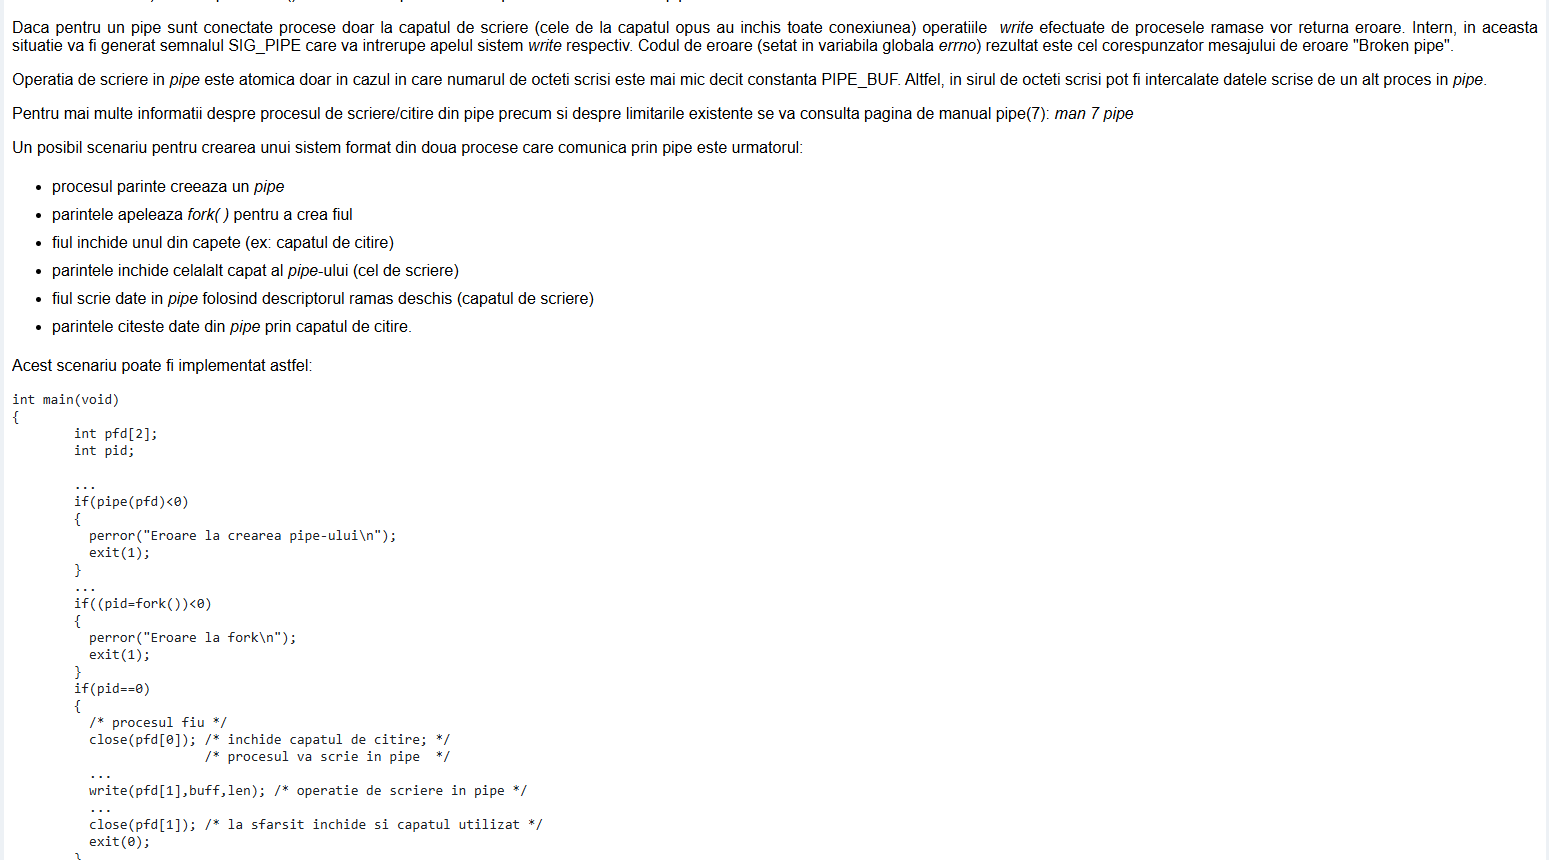 Daca pentru un pipe sunt conectate procese doar la capatul de scriere (cele de la capatul opus au inchis toate conexiunea) operatiile write efectuate de procesele ramase vor returna eroare. Intern, in aceasta
situatie va fi generat semnalul SIG_PIPE care va intrerupe apelul sistem write respectiv. Codul de eroare (setat in variabila globala errno) rezultat este cel corespunzator mesajului de eroare "Broken pipe".
Operatia de scriere in pipe este atomica doar in cazul in care numarul de octeti scrisi este mai mic decit constanta PIPE_BUF. Altfel, in sirul de octeti scrisi pot fi intercalate datele scrise de un alt proces in pipe.
Pentru mai multe informatii despre procesul de scriere/citire din pipe precum si despre limitarile existente se va consulta pagina de manual pipe(7): man 7 pipe
Un posibil scenariu pentru crearea unui sistem format din doua procese care comunica prin pipe este urmatorul:
• procesul parinte creeaza un pipe
• parintele apeleaza fork( ) pentru a crea fiul
• fiul inchide unul din capete (ex: capatul de citire)
• parintele inchide celalalt capat al pipe-ului (cel de scriere)
• fiul scrie date in pipe folosind descriptorul ramas deschis (capatul de scriere)
• parintele citeste date din pipe prin capatul de citire.
Acest scenariu poate fi implementat astfel:
int main(void)
{
        int pfd[2];
        int pid;
        ...
        if(pipe(pfd)<0)
        {
          perror("Eroare la crearea pipe-ului\n");
          exit(1);
        }
        ...
        if((pid=fork())<0)
        {
          perror("Eroare la fork\n");
          exit(1);
        }
        if(pid==0)
        {
          /* procesul fiu */
          close(pfd[0]); /* inchide capatul de citire; */
                         /* procesul va scrie in pipe  */
          ...
          write(pfd[1],buff,len); /* operatie de scriere in pipe */
          ...
          close(pfd[1]); /* la sfarsit inchide si capatul utilizat */
          exit(0);
        }